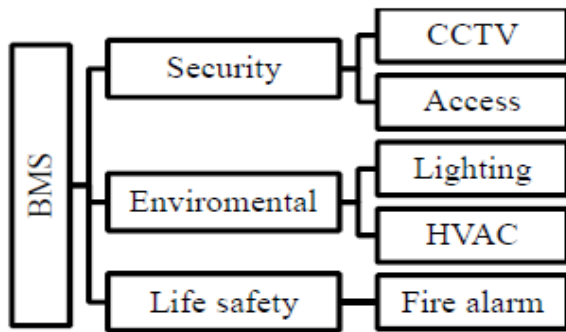 BMS
Security
CCTV
Access
Enviromental
Lighting
HVAC
Life safety
Fire alarm